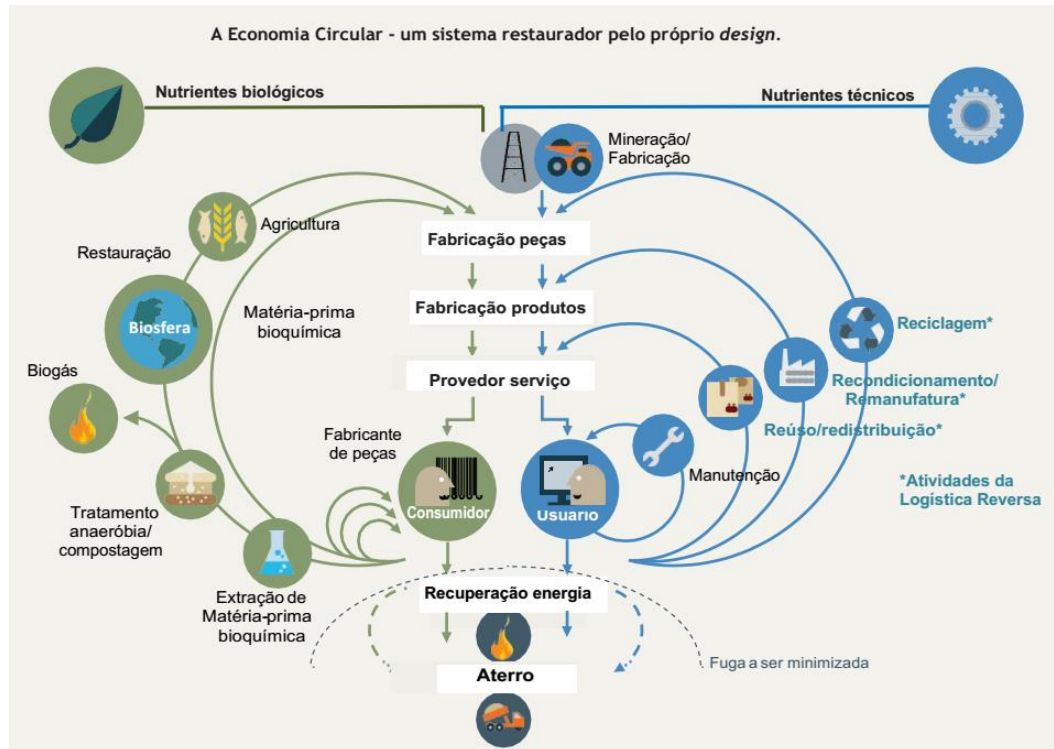 A Economia Circular - um sistema restaurador pelo próprio design.
Nutrientes biológicos
Nutrientes técnicos
Mineração/
Fabricação
Agricultura
Fabricação peças
Restauração
Matéria-prima
bioquímica
Fabricação produtos
Biosfera
Reciclagem*
Biogás
Provedor serviço
Recondicionamento/
Remanufatura*
Reúso/redistribuição*
Fabricante
de peças
Manutenção
*Atividades da
Logística Reversa
Consumidor
Usuário
Tratamento
anaeróbia/
compostagem
Extração de
Matéria-prima
bioquímica
Recuperação energia
Fuga a ser minimizada
Aterro